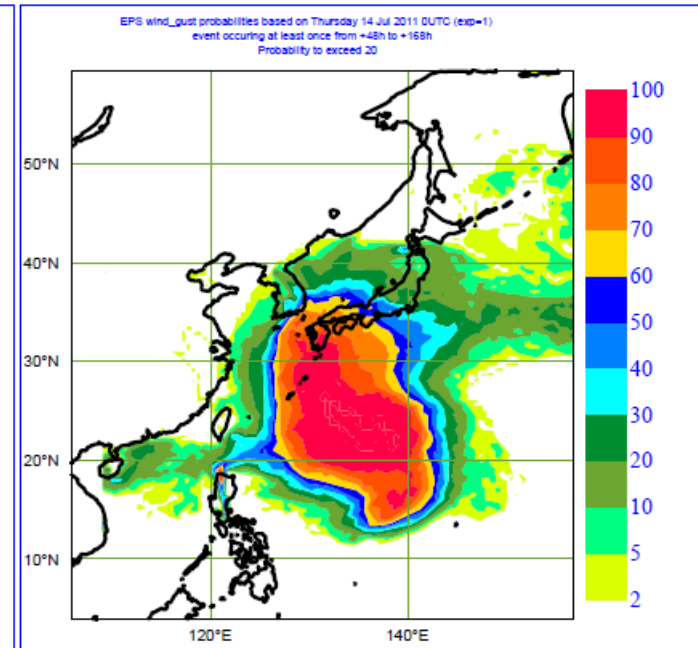 EPS wind_gust probabilities based on Thursday 14 Jul 2011 0UTC (exp=1)
event occuring at least once from +48h to +168h
Probability to exceed 20
100
90
80
70
60
50
40
30
20
10
5
2
50°N
40°N
30°N
20°N
10°N
120°E
140°E